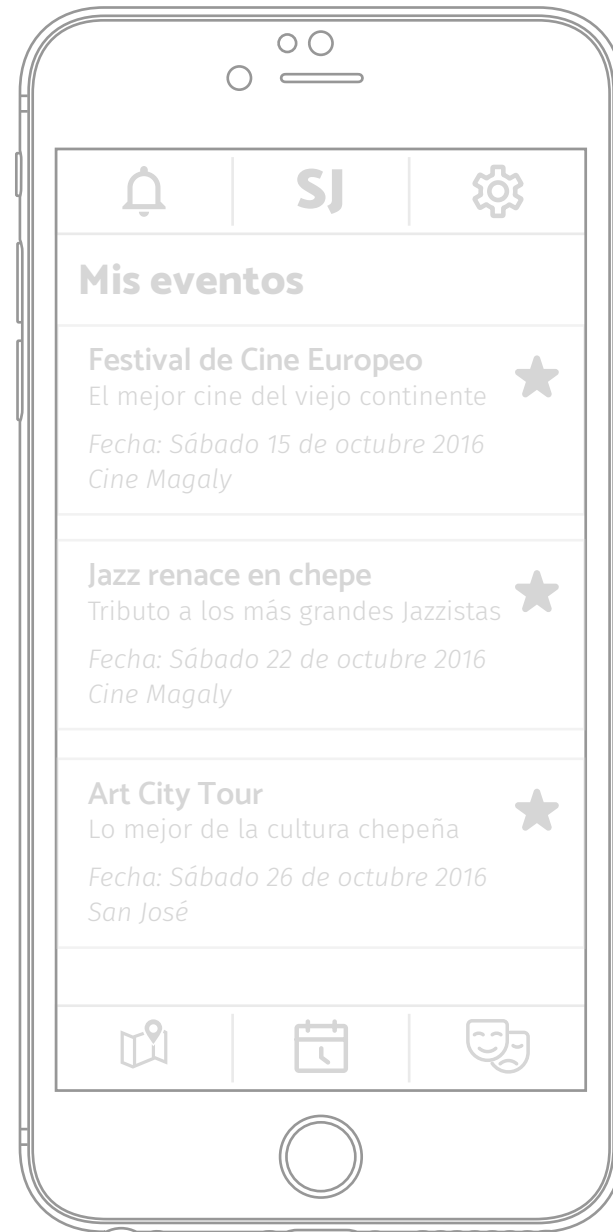 SJ
Mis eventos
Festival de Cine Europeo
El mejor cine del viejo continente
Fecha: Sábado 15 de octubre 2016
Cine Magaly
Jazz renace en chepe
Tributo a los más grandes Jazzistas
Fecha: Sábado 22 de octubre 2016
Cine Magaly
Art City Tour
Lo mejor de la cultura chepeña
Fecha: Sábado 26 de octubre 2016
San José